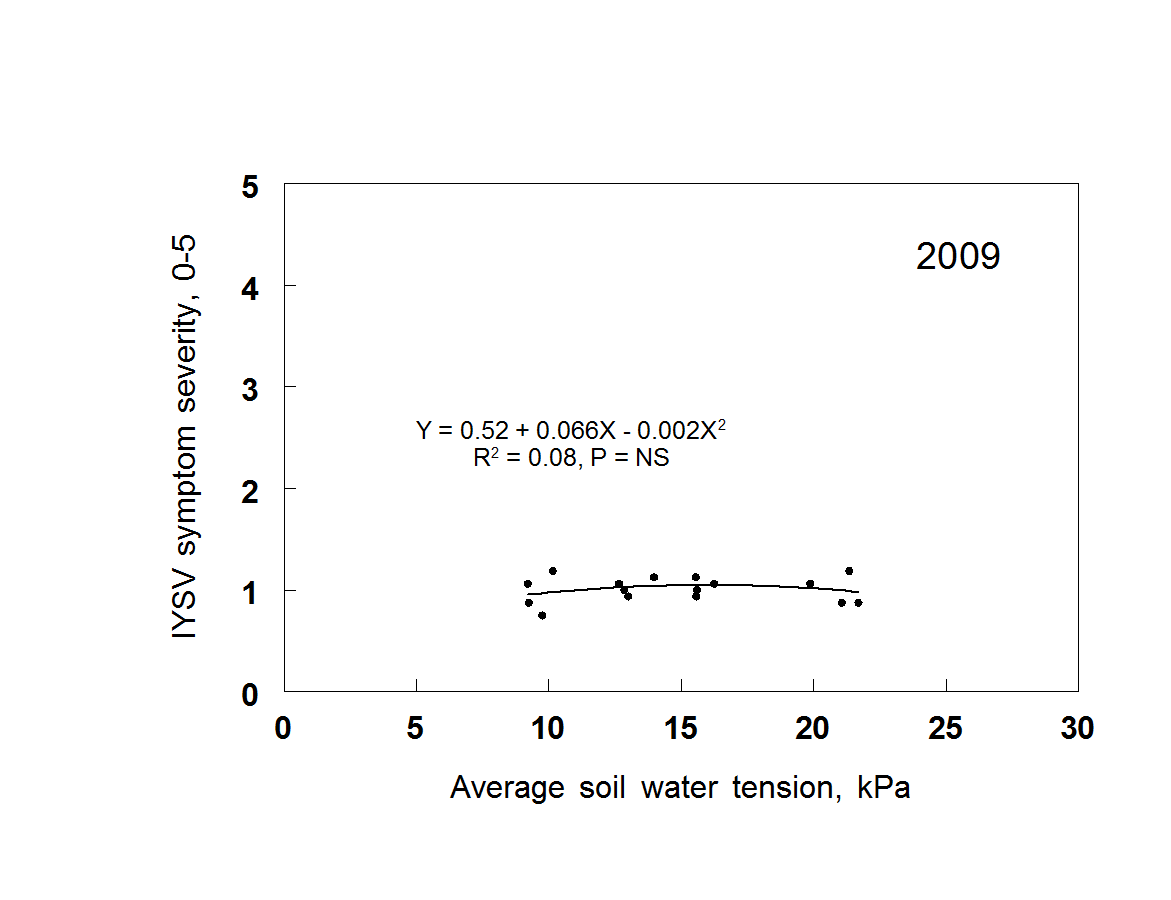 2009
5
4
3
2
1
0
IYSV symptom severity, 0-5
Y = 0.52 + 0.066X - 0.002X²
R² = 0.08, P = NS
0 5 10 15 20 25 30
Average soil water tension, kPa